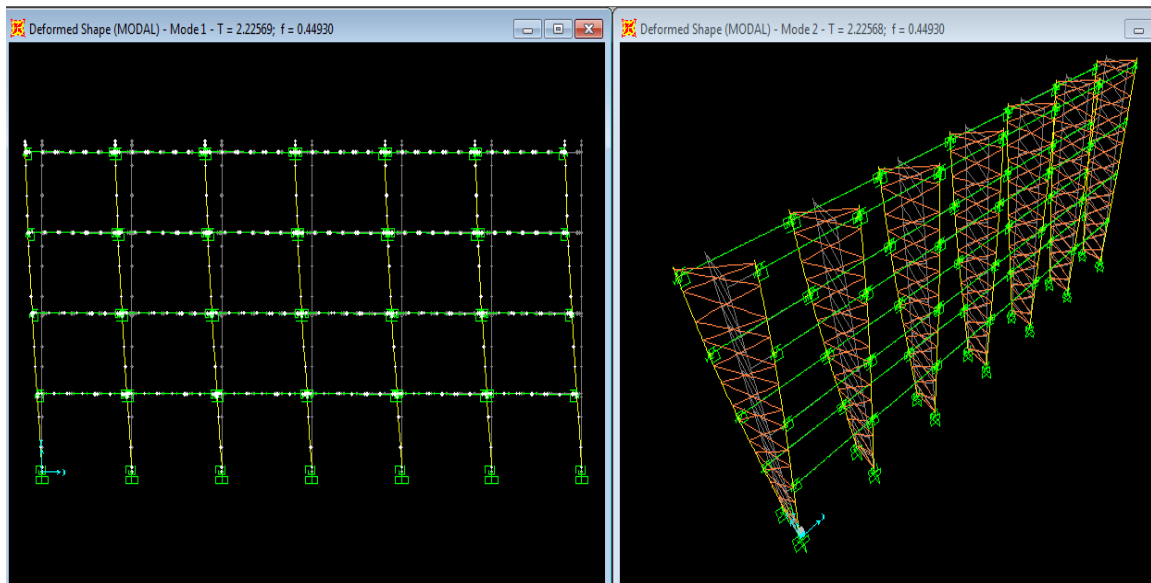 Deformed Shape (MODAL) - Mode 1 - T = 2.22569; f = 0.44930
Deformed Shape (MODAL) - Mode 2 - T = 2.22568; f = 0.44930